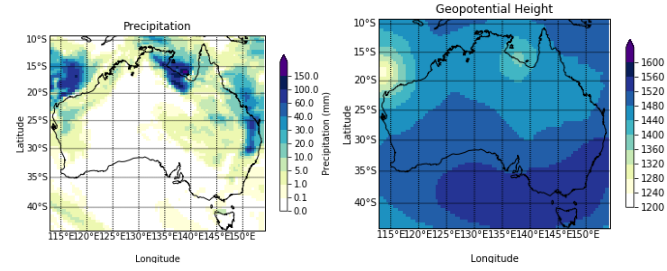 Precipitation
10°S
15°S
20°S
25°S
30°S
35°S
40°S
115°E120°E125°E130°E135°E140°E145°E150°E
Longitude
Latitude
150.0
100.0
60.0
40.0
30.0
20.0
10.0
5.0
1.0
0.1
0.0
Precipitation (mm)
Geopotential Height
10°S
15°S
20°S
25°S
30°S
35°S
40°S
115°E120°E125°E130°E135°E140°E145°E150°E
Longitude
Latitude
1600
1560
1520
1480
1440
1400
1360
1320
1280
1240
1200